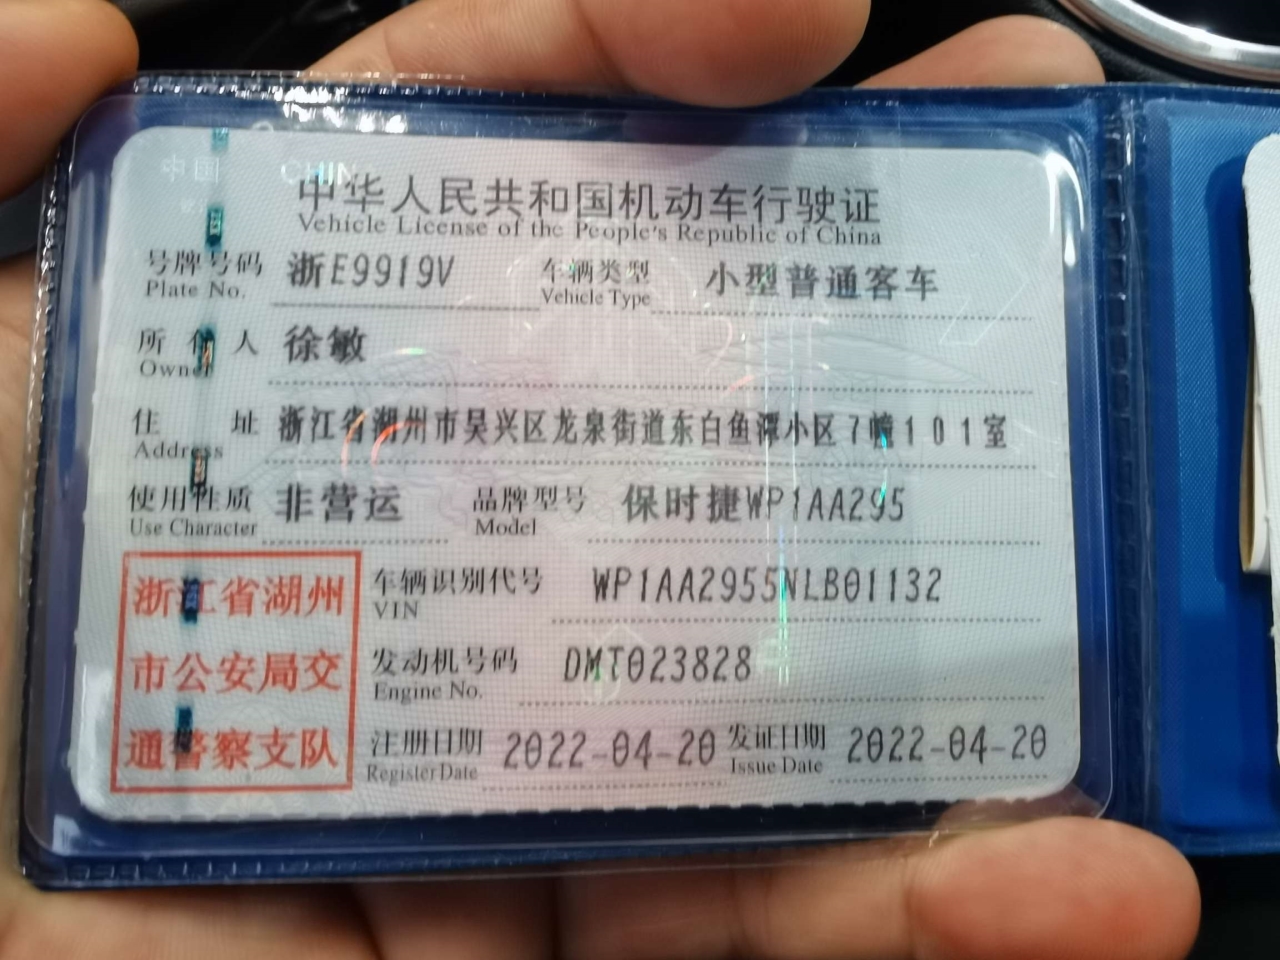 中国 CHINA
中华人民共和国机动车行驶证
Vehicle License of the People's Republic of China
号牌号码 浙E9919V 车辆类型 小型普通客车
Plate No. Vehicle Type
所有人 徐敏
Owner
住址 浙江省湖州市吴兴区龙泉街道东白鱼潭小区7幢101室
Address
使用性质 非营运 品牌型号 保时捷WP1AA295
Use Character Model
浙江省湖州
市公安局交
通警察支队
车辆识别代号 WP1AA2955NLB01132
VIN
发动机号码 DMT023828
Engine No.
注册日期 2022-04-20 发证日期 2022-04-20
Register Date Issue Date